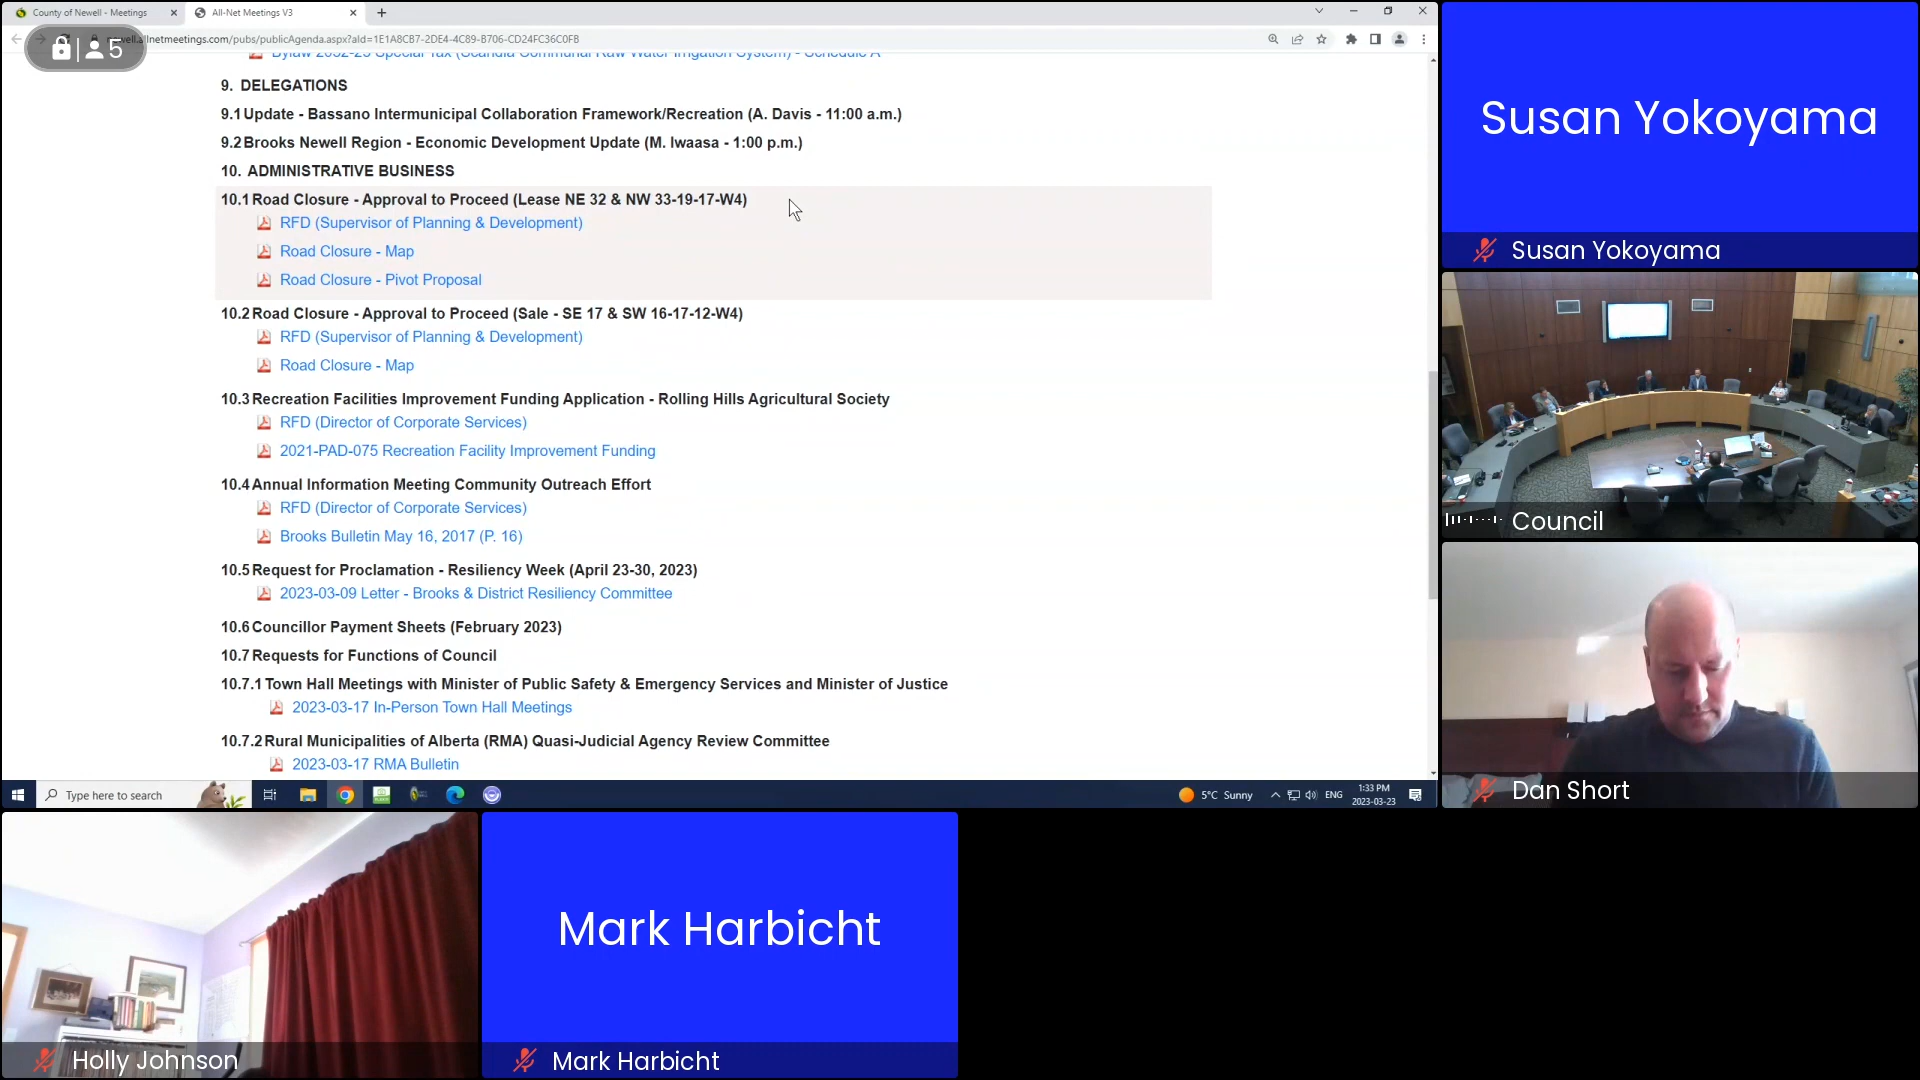 County of Newell - Meetings
All-Net Meetings V3
5
allnetmeetings.com/pubs/publicAgenda.aspx?aId=1E1A8CB7-2DE4-4C89-B706-CD24FC36C0FB
Bylaw 2052-23 Special Tax (Scandia Communal Raw Water Irrigation System) - Schedule A
9. DELEGATIONS
9.1 Update - Bassano Intermunicipal Collaboration Framework/Recreation (A. Davis - 11:00 a.m.)
9.2 Brooks Newell Region - Economic Development Update (M. Iwaasa - 1:00 p.m.)
10. ADMINISTRATIVE BUSINESS
10.1 Road Closure - Approval to Proceed (Lease NE 32 & NW 33-19-17-W4)
RFD (Supervisor of Planning & Development)
Road Closure - Map
Road Closure - Pivot Proposal
10.2 Road Closure - Approval to Proceed (Sale - SE 17 & SW 16-17-12-W4)
RFD (Supervisor of Planning & Development)
Road Closure - Map
10.3 Recreation Facilities Improvement Funding Application - Rolling Hills Agricultural Society
RFD (Director of Corporate Services)
2021-PAD-075 Recreation Facility Improvement Funding
10.4 Annual Information Meeting Community Outreach Effort
RFD (Director of Corporate Services)
Brooks Bulletin May 16, 2017 (P. 16)
10.5 Request for Proclamation - Resiliency Week (April 23-30, 2023)
2023-03-09 Letter - Brooks & District Resiliency Committee
10.6 Councillor Payment Sheets (February 2023)
10.7 Requests for Functions of Council
10.7.1 Town Hall Meetings with Minister of Public Safety & Emergency Services and Minister of Justice
2023-03-17 In-Person Town Hall Meetings
10.7.2 Rural Municipalities of Alberta (RMA) Quasi-Judicial Agency Review Committee
2023-03-17 RMA Bulletin
Type here to search
5°C Sunny
ENG
1:33 PM
2023-03-23
Susan Yokoyama
Susan Yokoyama
Council
Dan Short
Holly Johnson
Mark Harbicht
Mark Harbicht